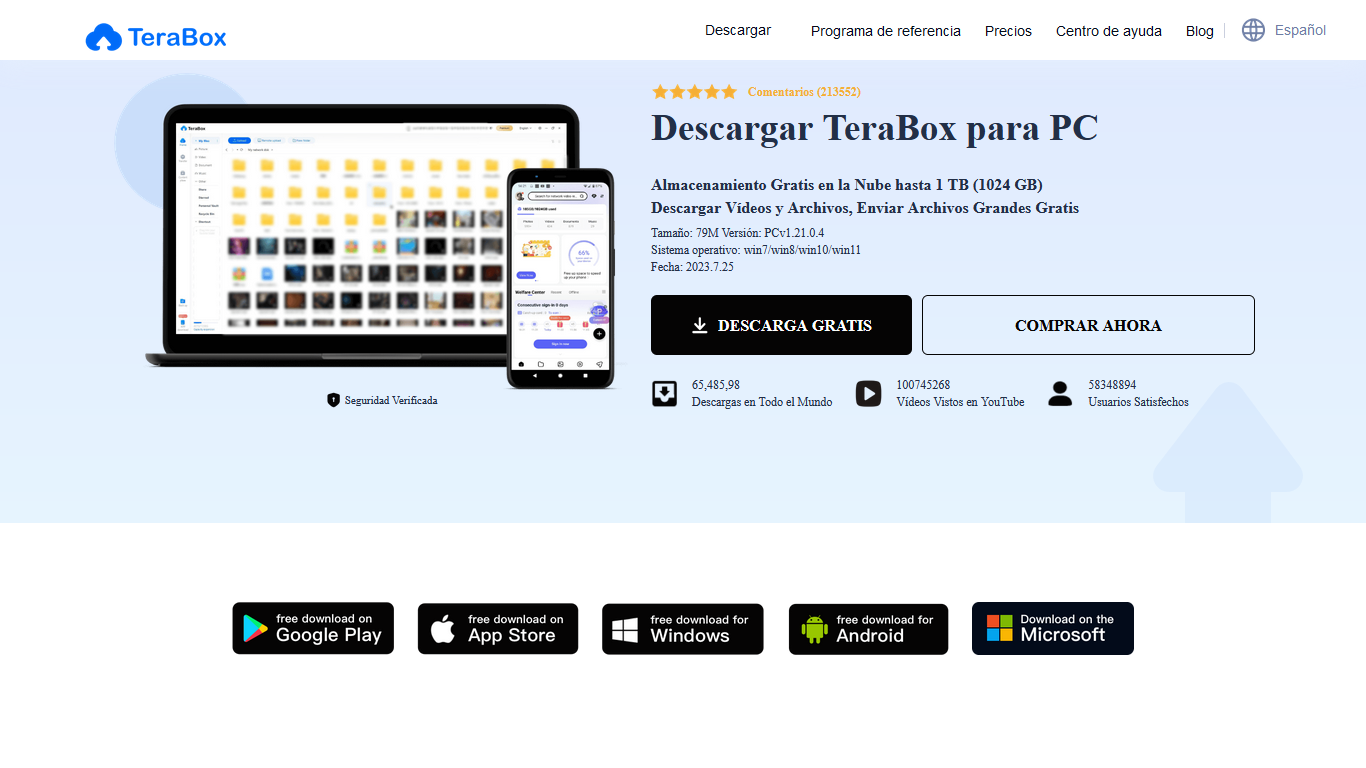 TeraBox
Descargar
Programa de referencia
Precios
Centro de ayuda
Blog
Español
Comentarios (213552)
Descargar TeraBox para PC
Almacenamiento Gratis en la Nube hasta 1 TB (1024 GB)
Descargar Vídeos y Archivos, Enviar Archivos Grandes Gratis
Tamaño: 79M Versión: PCv1.21.0.4
Sistema operativo: win7/win8/win10/win11
Fecha: 2023.7.25
DESCARGA GRATIS
COMPRAR AHORA
65,485,98
Descargas en Todo el Mundo
100745268
Vídeos Vistos en YouTube
58348894
Usuarios Satisfechos
TeraBox
66%
Welfare Center
Consecutive sign in 0 days
Seguridad Verificada
free download on
Google Play
free download on
App Store
free download for
Windows
free download for
Android
Download on the
Microsoft